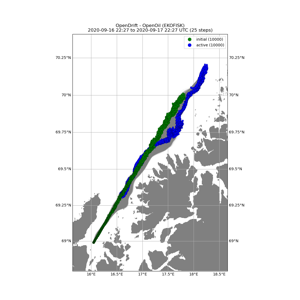 OpenDrift - OpenOil (EKOFISK)
2020-09-16 22:27 to 2020-09-17 22:27 UTC (25 steps)
initial (10000)
active (10000)
70.25°N
70.25°N
70°N
70°N
69.75°N
69.75°N
69.5°N
69.5°N
69.25°N
69.25°N
69°N
69°N
16°E
16.5°E
17°E
17.5°E
18°E
18.5°E